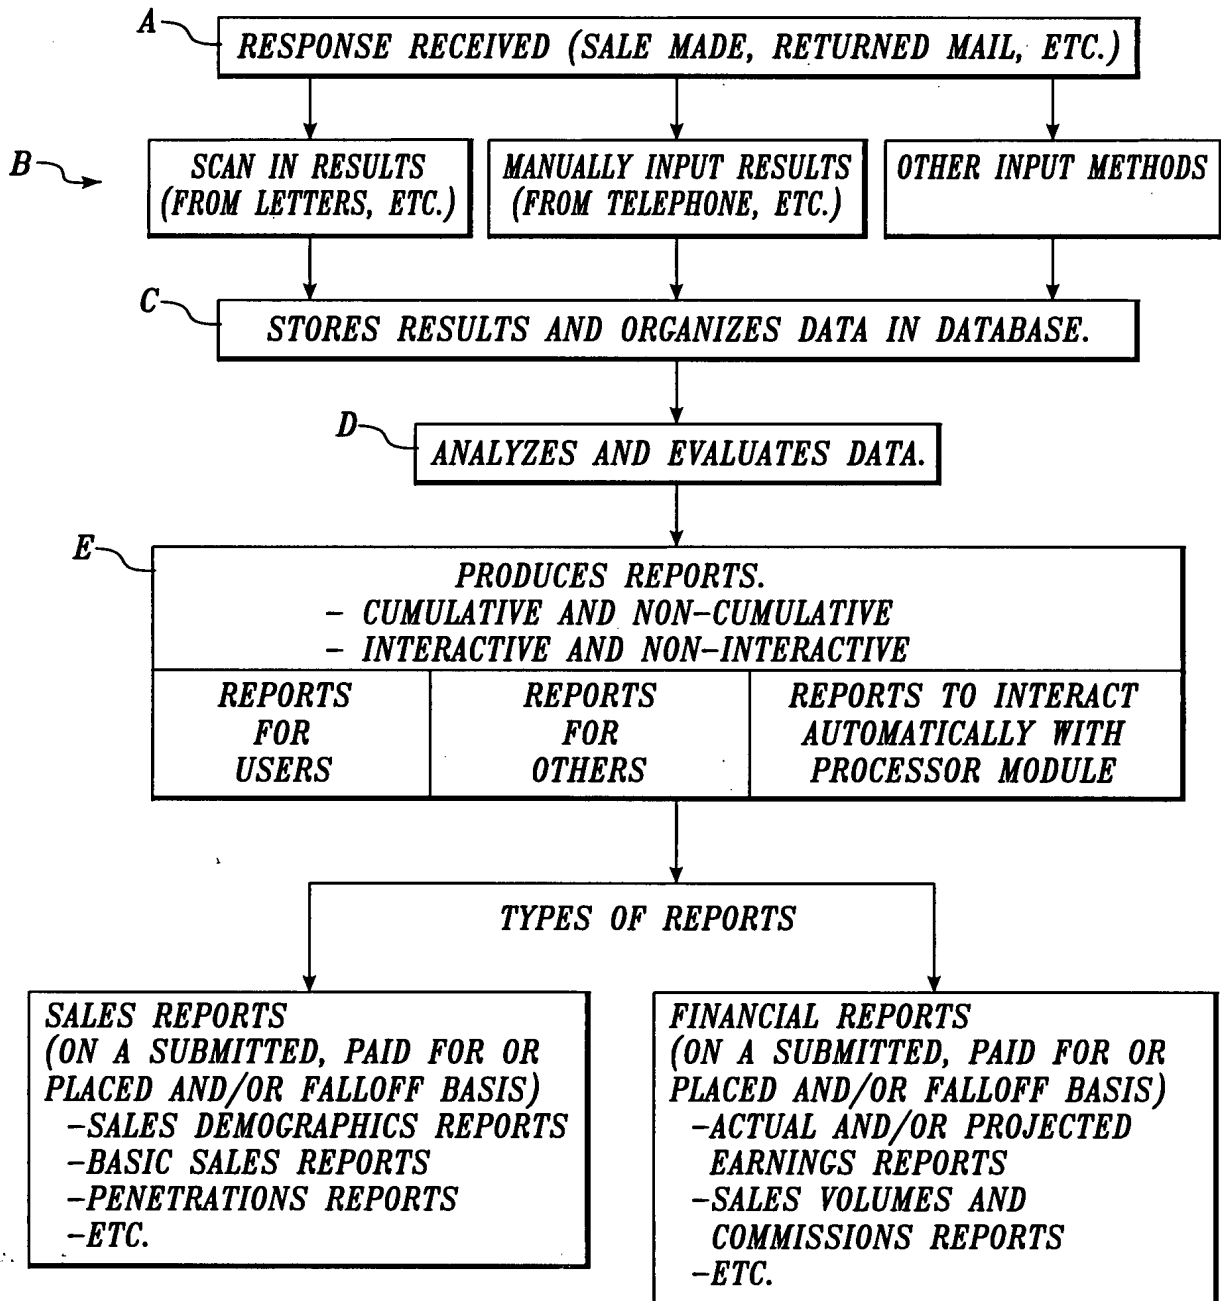 A
RESPONSE RECEIVED (SALE MADE, RETURNED MAIL, ETC.)
B
SCAN IN RESULTS
(FROM LETTERS, ETC.)
MANUALLY INPUT RESULTS
(FROM TELEPHONE, ETC.)
OTHER INPUT METHODS
C
STORES RESULTS AND ORGANIZES DATA IN DATABASE.
D
ANALYZES AND EVALUATES DATA.
E
PRODUCES REPORTS.
- CUMULATIVE AND NON-CUMULATIVE
- INTERACTIVE AND NON-INTERACTIVE
REPORTS
FOR
USERS
REPORTS
FOR
OTHERS
REPORTS TO INTERACT
AUTOMATICALLY WITH
PROCESSOR MODULE
TYPES OF REPORTS
SALES REPORTS
(ON A SUBMITTED, PAID FOR OR
PLACED AND/OR FALLOFF BASIS)
-SALES DEMOGRAPHICS REPORTS
-BASIC SALES REPORTS
-PENETRATIONS REPORTS
-ETC.
FINANCIAL REPORTS
(ON A SUBMITTED, PAID FOR OR
PLACED AND/OR FALLOFF BASIS)
-ACTUAL AND/OR PROJECTED
EARNINGS REPORTS
-SALES VOLUMES AND
COMMISSIONS REPORTS
-ETC.